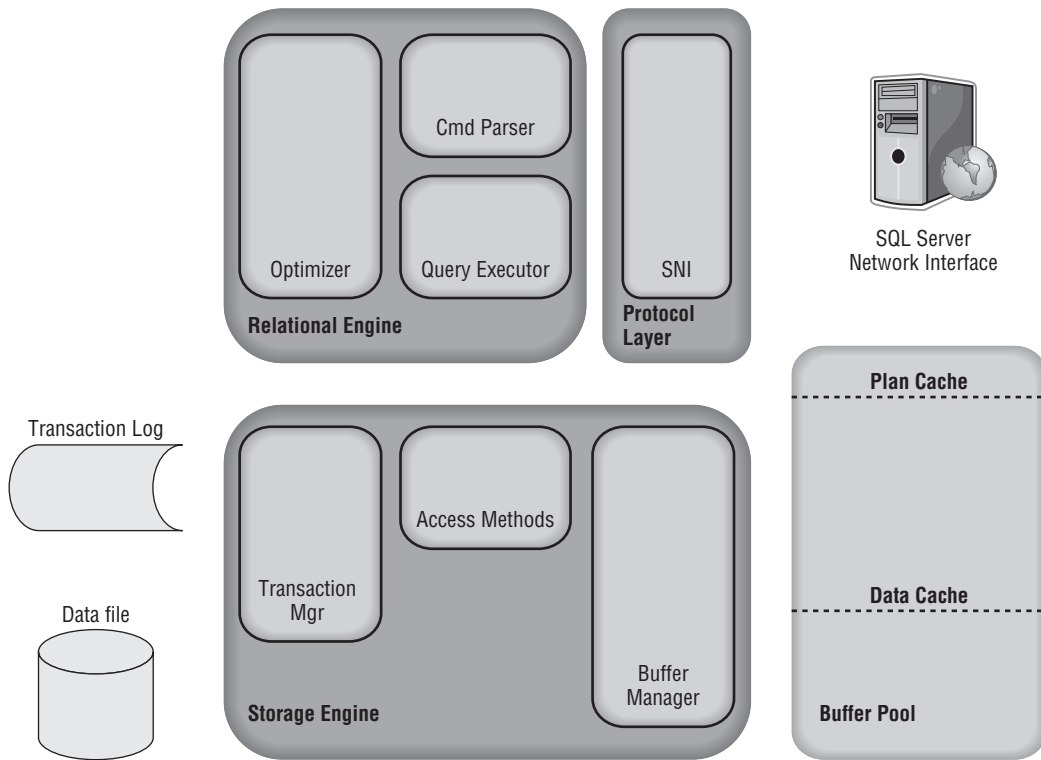 Cmd Parser
Optimizer
Query Executor
Relational Engine
SNI
Protocol
Layer
SQL Server
Network Interface
Transaction Log
Data file
Transaction
Mgr
Access Methods
Buffer
Manager
Storage Engine
Plan Cache
Data Cache
Buffer Pool